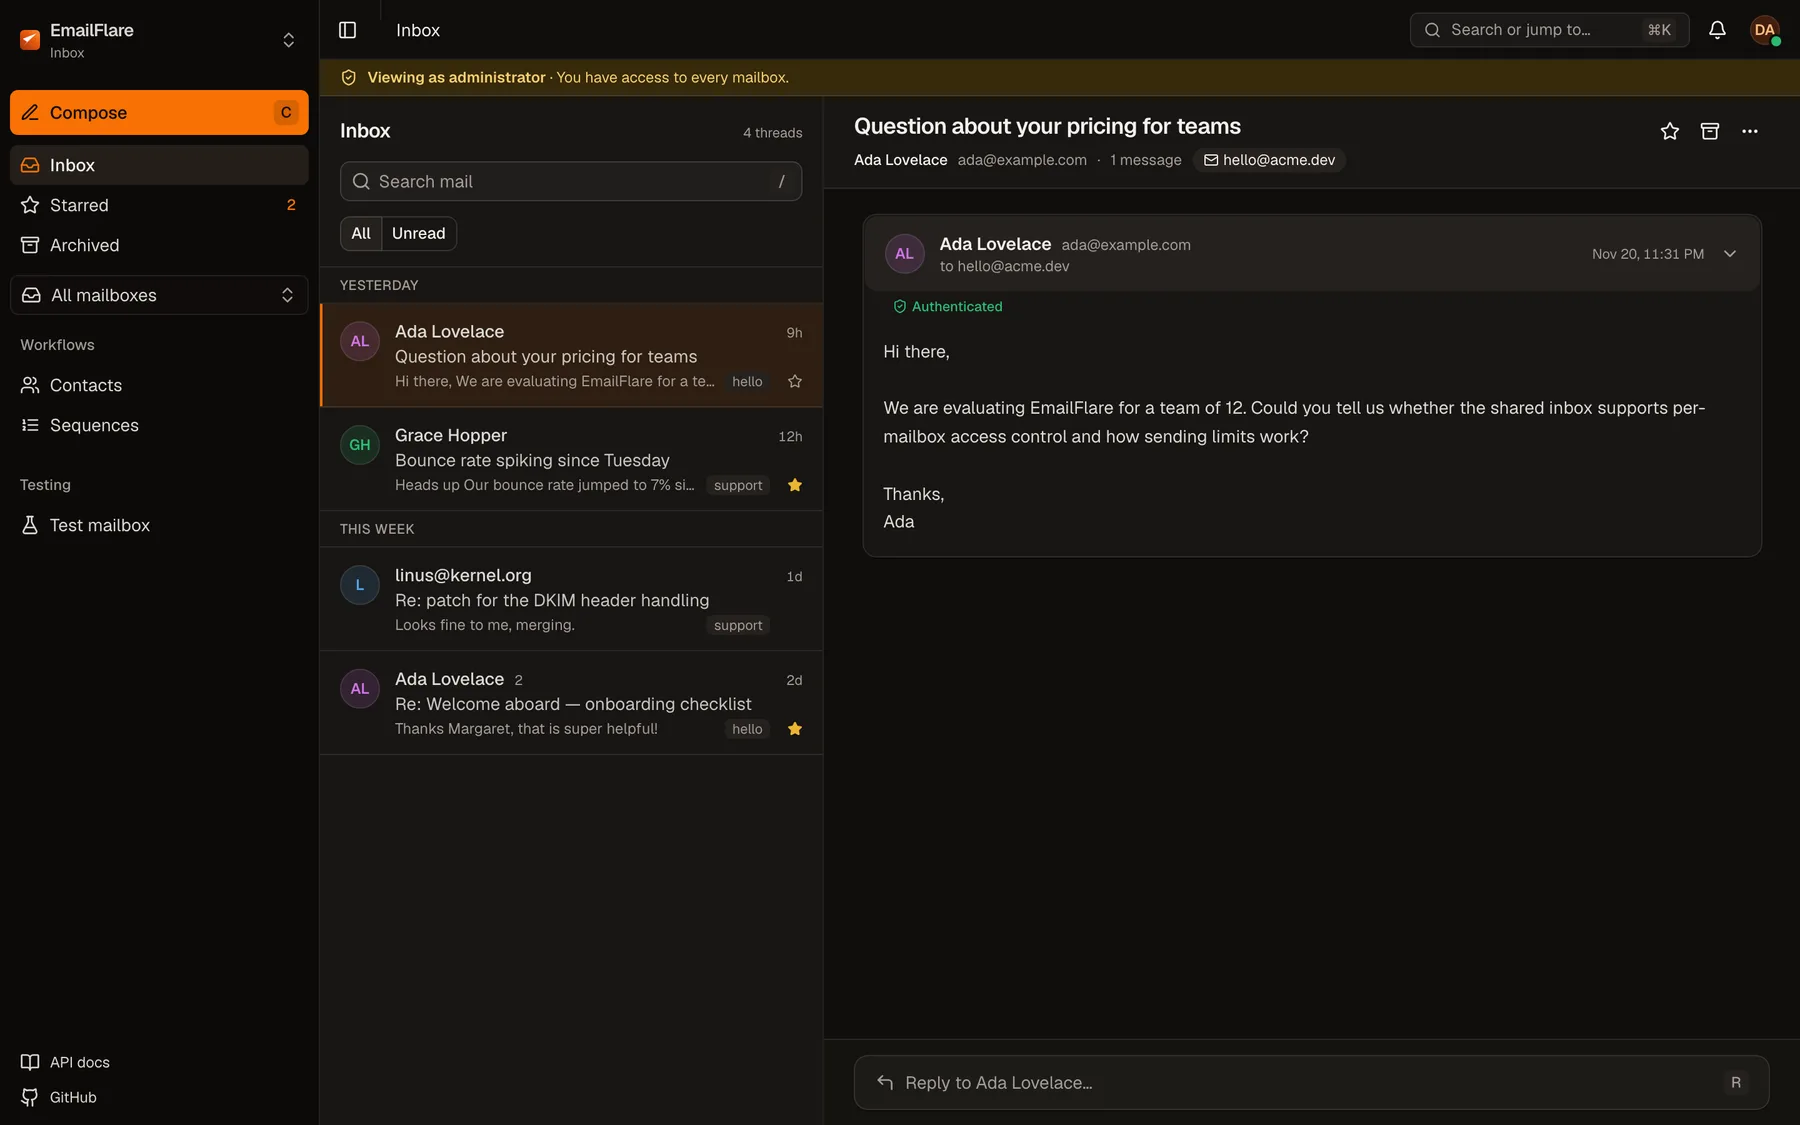 EmailFlare
Inbox
Compose C
Inbox
Starred 2
Archived
All mailboxes
Workflows
Contacts
Sequences
Testing
Test mailbox
API docs
GitHub
Inbox
Search or jump to... ⌘K
DA
Viewing as administrator · You have access to every mailbox.
Inbox 4 threads
Search mail /
All Unread
YESTERDAY
AL Ada Lovelace 9h
Question about your pricing for teams
Hi there, We are evaluating EmailFlare for a te... hello
GH Grace Hopper 12h
Bounce rate spiking since Tuesday
Heads up Our bounce rate jumped to 7% si... support
THIS WEEK
L linus@kernel.org 1d
Re: patch for the DKIM header handling
Looks fine to me, merging. support
AL Ada Lovelace 2 2d
Re: Welcome aboard — onboarding checklist
Thanks Margaret, that is super helpful! hello
Question about your pricing for teams
Ada Lovelace ada@example.com · 1 message hello@acme.dev
AL Ada Lovelace ada@example.com Nov 20, 11:31 PM
to hello@acme.dev
Authenticated
Hi there,
We are evaluating EmailFlare for a team of 12. Could you tell us whether the shared inbox supports per-
mailbox access control and how sending limits work?
Thanks,
Ada
Reply to Ada Lovelace... R